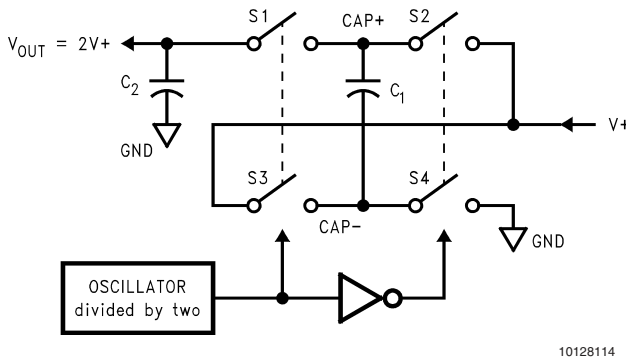 S1
CAP+
S2
VOUT = 2V+
C2
C1
GND
V+
S3
S4
CAP-
GND
OSCILLATOR
divided by two
10128114